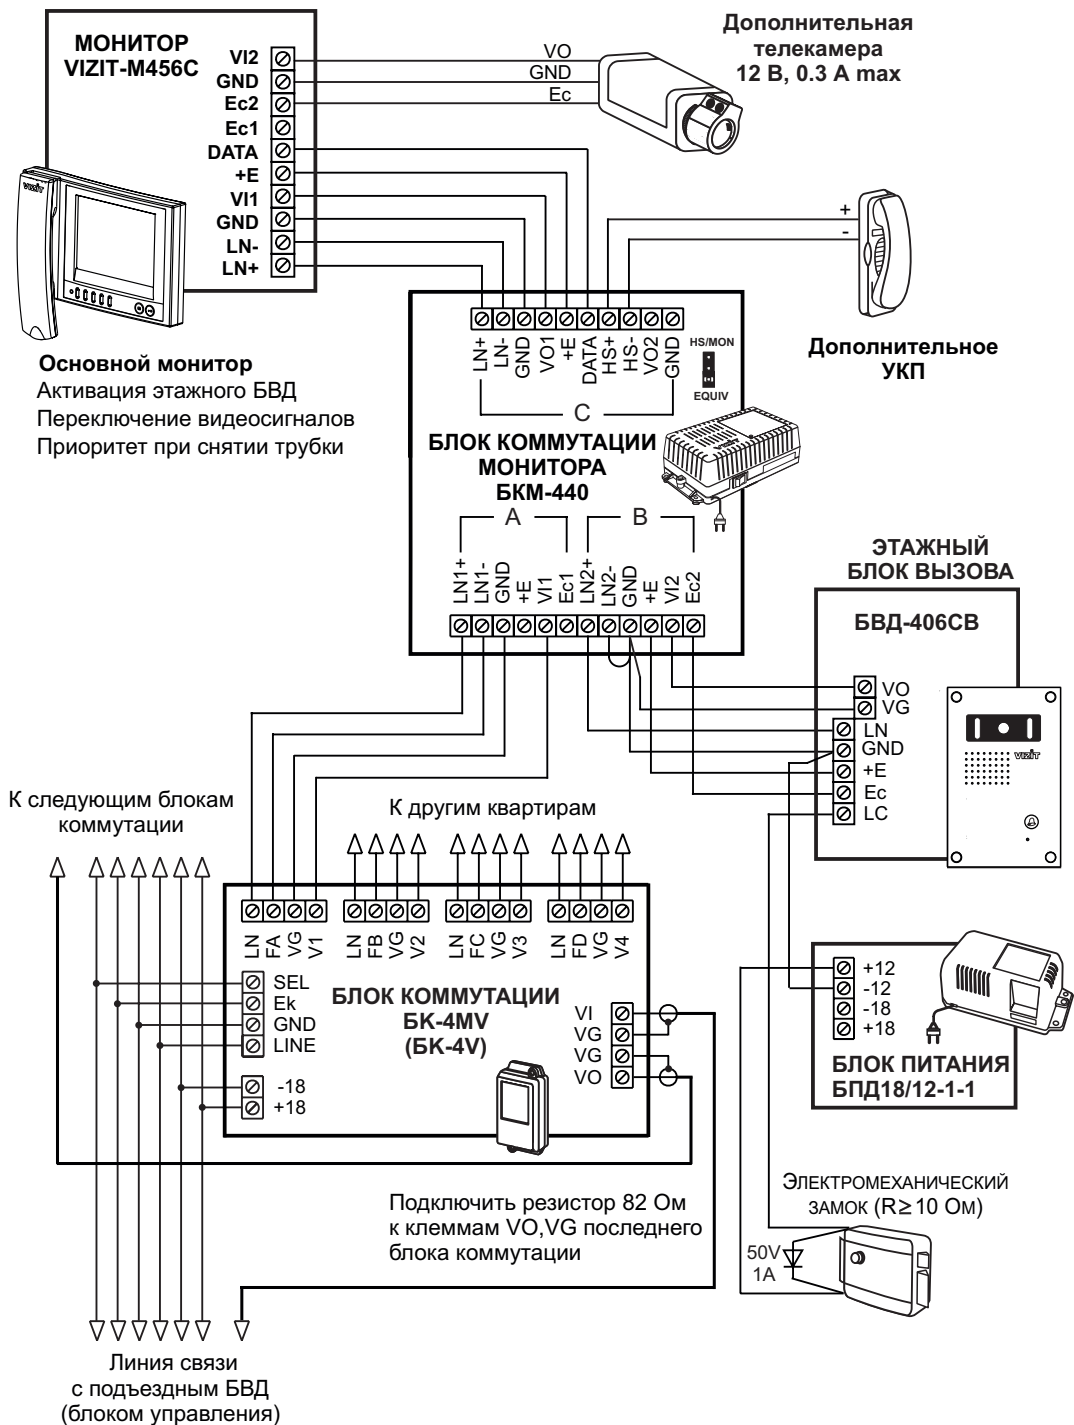 МОНИТОР
VIZIT-M456C
VI2
GND
Ec2
Ec1
DATA
+E
VI1
GND
LN-
LN+
VO
GND
Ec
Дополнительная
телекамера
12 В, 0.3 А max
VIZIT
Основной монитор
Активация этажного БВД
Переключение видеосигналов
Приоритет при снятии трубки
+
-
Дополнительное
УКП
LN+
LN-
GND
VO1
+E
DATA
HS+
HS-
VO2
GND
HS/MON
EQUIV
C
БЛОК КОММУТАЦИИ
МОНИТОРА
БКМ-440
A
B
LN1+
LN1-
GND
+E
VI1
Ec1
LN2+
LN2-
GND
+E
VI2
Ec2
ЭТАЖНЫЙ
БЛОК ВЫЗОВА
БВД-406CB
VO
VG
LN
GND
+E
Ec
LC
VIZIT
К следующим блокам
коммутации
К другим квартирам
LN
FA
VG
V1
LN
FB
VG
V2
LN
FC
VG
V3
LN
FD
VG
V4
SEL
Ek
GND
LINE
-18
+18
БЛОК КОММУТАЦИИ
БК-4MV
(БК-4V)
VI
VG
VG
VO
+12
-12
-18
+18
БЛОК ПИТАНИЯ
БПД18/12-1-1
Подключить резистор 82 Ом
к клеммам VO,VG последнего
блока коммутации
ЭЛЕКТРОМЕХАНИЧЕСКИЙ
ЗАМОК (R≥10 ОМ)
50V
1A
Линия связи
с подъездным БВД
(блоком управления)